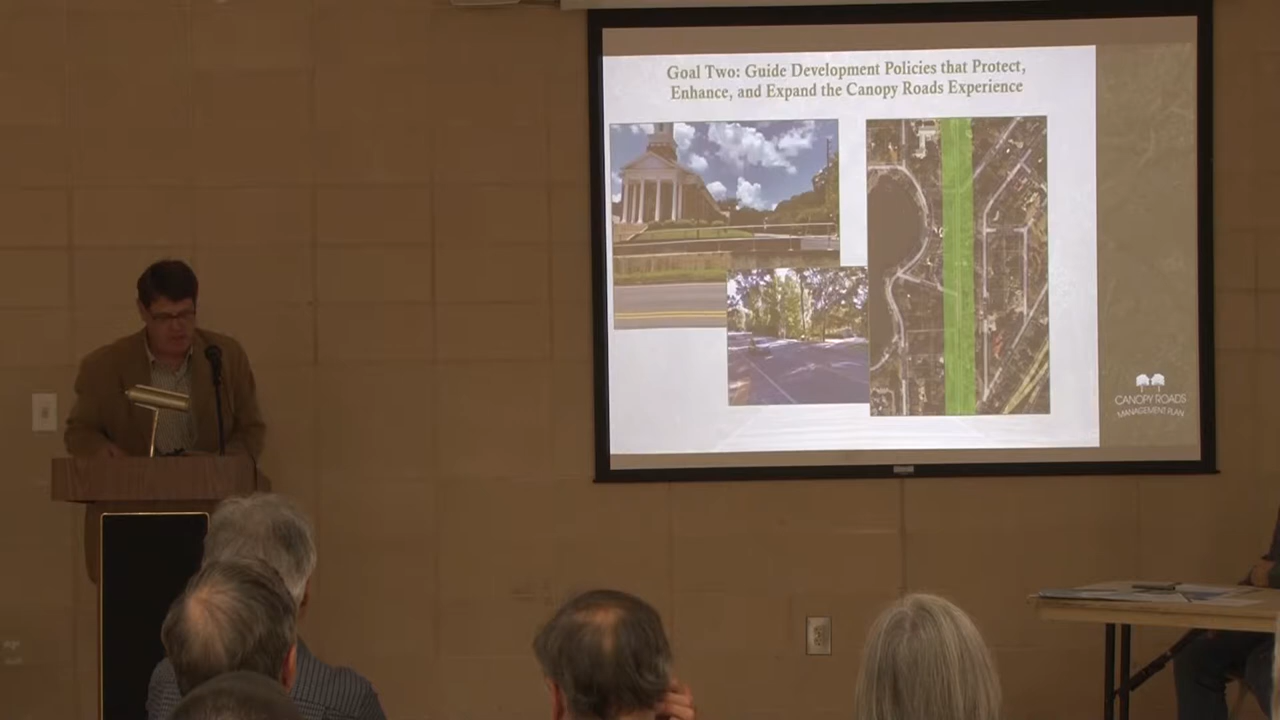 Goal Two: Guide Development Policies that Protect,
Enhance, and Expand the Canopy Roads Experience
CANOPY ROADS
MANAGEMENT PLAN